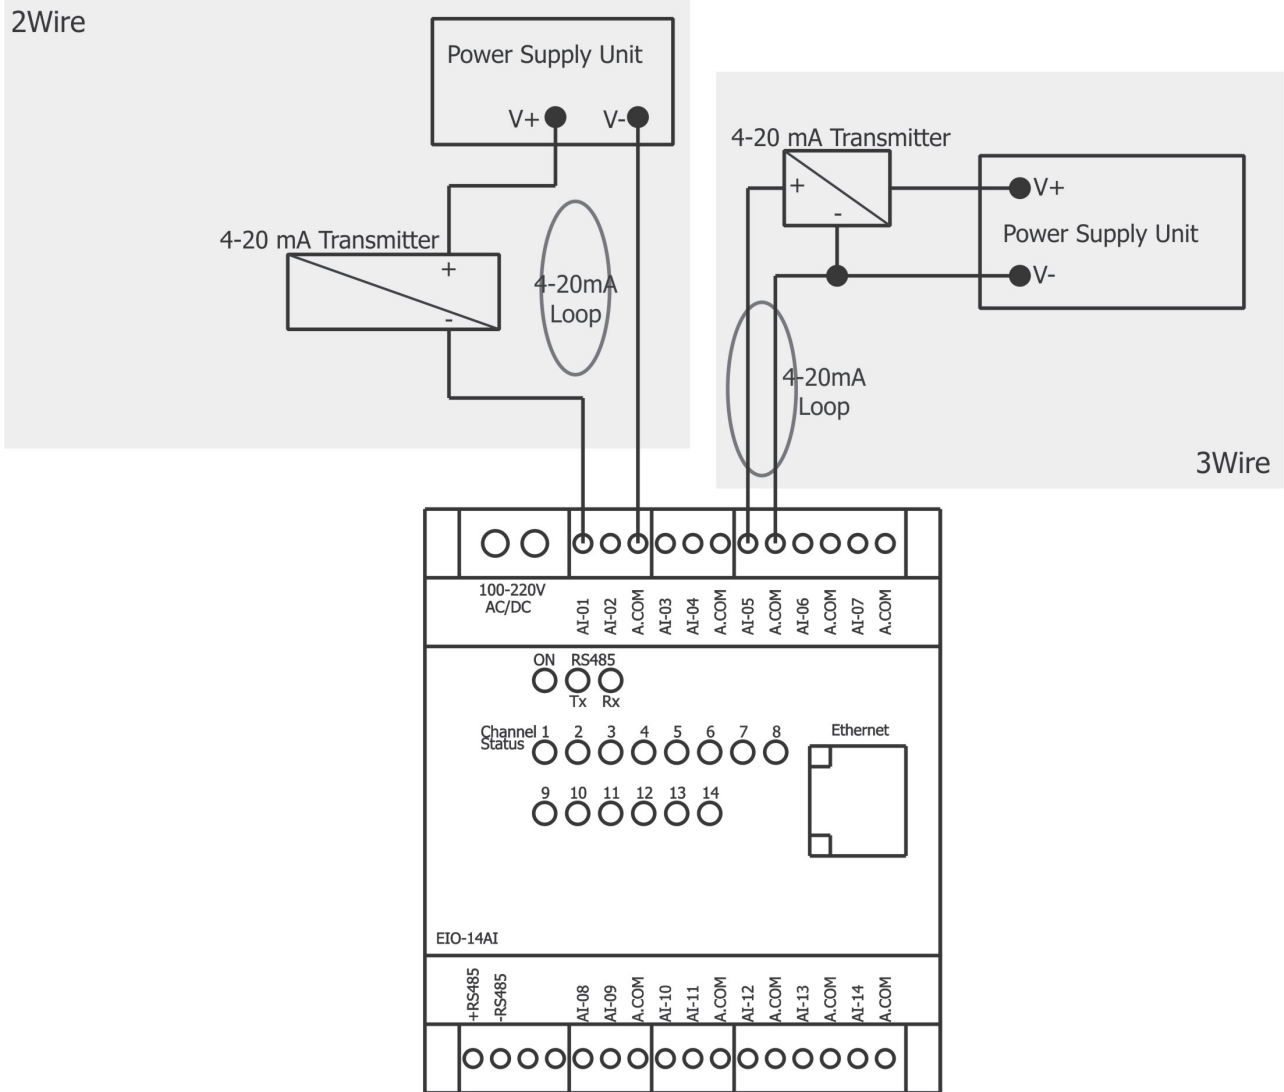 2Wire
Power Supply Unit
V+ V-
4-20 mA Transmitter
+
-
4-20mA
Loop
4-20 mA Transmitter
+
-
V+
Power Supply Unit
V-
4-20mA
Loop
3Wire
100-220V
AC/DC
AI-01
AI-02
A.COM
AI-03
AI-04
A.COM
AI-05
A.COM
AI-06
A.COM
AI-07
A.COM
ON RS485
Tx Rx
Channel 1 2 3 4 5 6 7 8
Status
Ethernet
9 10 11 12 13 14
EIO-14AI
+RS485
-RS485
AI-08
AI-09
A.COM
AI-10
AI-11
A.COM
AI-12
A.COM
AI-13
A.COM
AI-14
A.COM